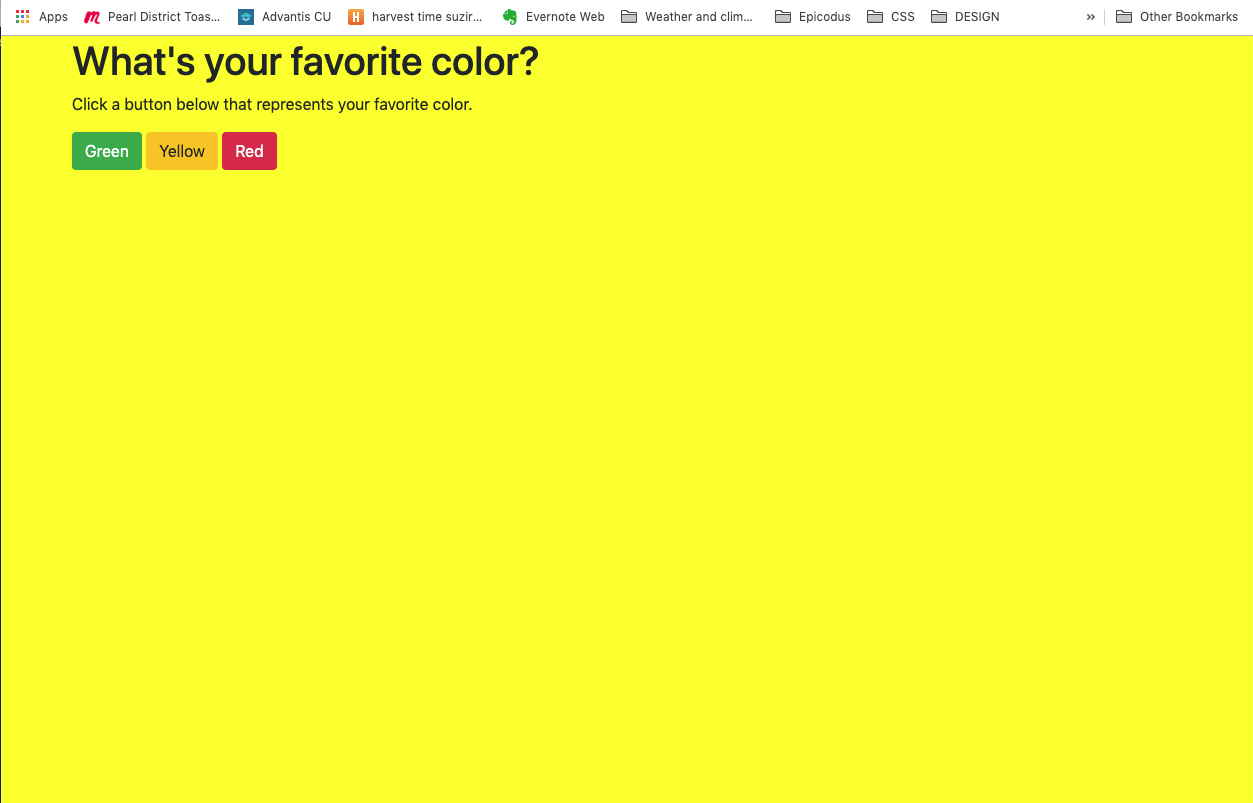 Apps Pearl District Toas... Advantis CU H harvest time suzir... Evernote Web Weather and clim... Epicodus CSS DESIGN » Other Bookmarks
What's your favorite color?
Click a button below that represents your favorite color.
Green Yellow Red